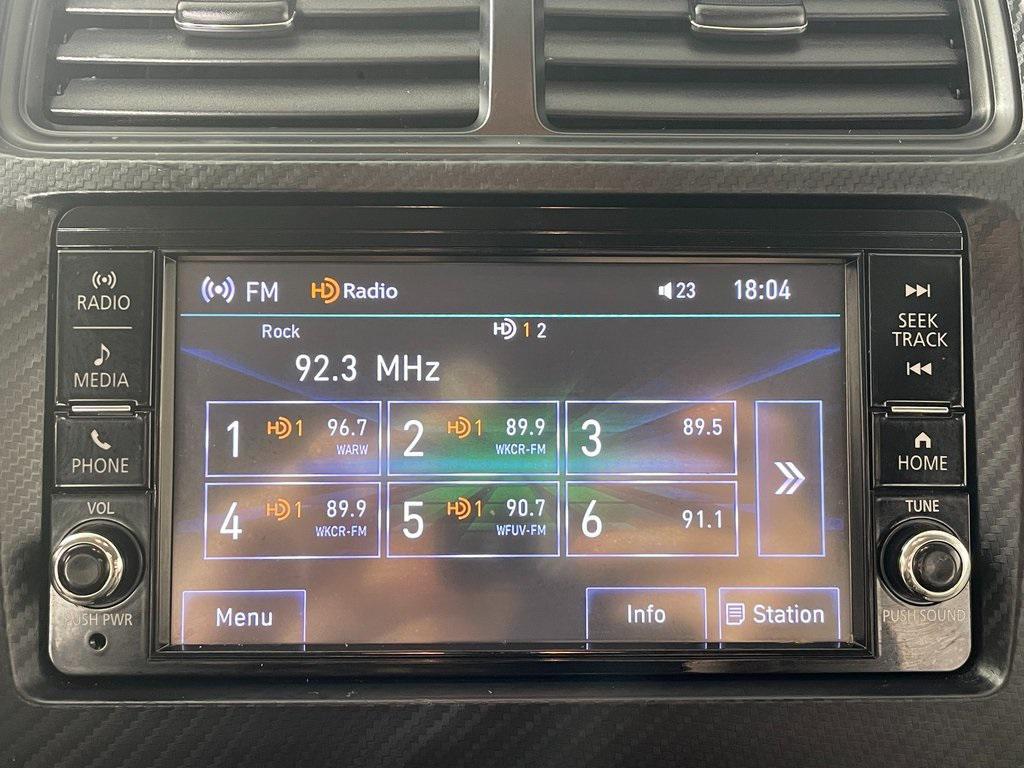 FM HD Radio 23 18:04
Rock HD 1 2
92.3 MHz
1 HD 1 96.7
WARW
2 HD 1 89.9
WKCR-FM
3 89.5
4 HD 1 89.9
WKCR-FM
5 HD 1 90.7
WFUV-FM
6 91.1
Menu
Info
Station
RADIO
MEDIA
PHONE
VOL
PUSH PWR
SEEK
TRACK
HOME
TUNE
PUSH SOUND